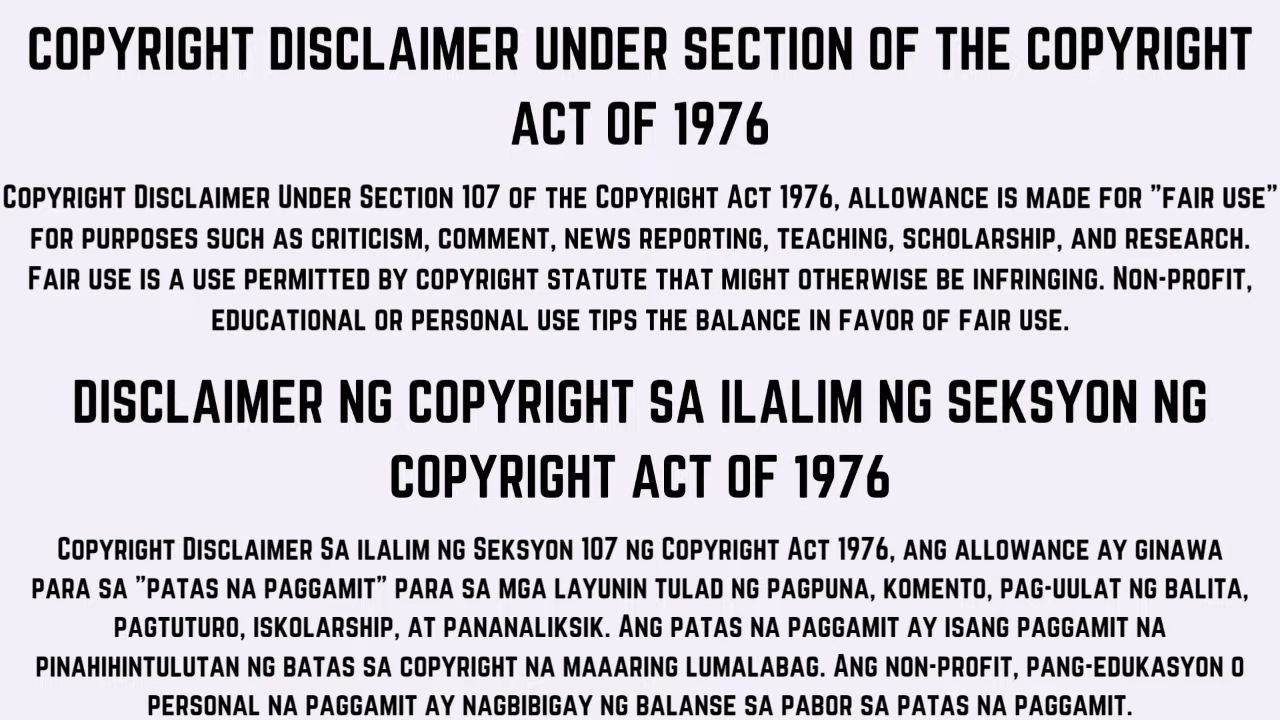 COPYRIGHT DISCLAIMER UNDER SECTION OF THE COPYRIGHT
ACT OF 1976
COPYRIGHT DISCLAIMER UNDER SECTION 107 OF THE COPYRIGHT ACT 1976, ALLOWANCE IS MADE FOR "FAIR USE"
FOR PURPOSES SUCH AS CRITICISM, COMMENT, NEWS REPORTING, TEACHING, SCHOLARSHIP, AND RESEARCH.
FAIR USE IS A USE PERMITTED BY COPYRIGHT STATUTE THAT MIGHT OTHERWISE BE INFRINGING. NON-PROFIT,
EDUCATIONAL OR PERSONAL USE TIPS THE BALANCE IN FAVOR OF FAIR USE.
DISCLAIMER NG COPYRIGHT SA ILALIM NG SEKSYON NG
COPYRIGHT ACT OF 1976
COPYRIGHT DISCLAIMER SA ILALIM NG SEKSYON 107 NG COPYRIGHT ACT 1976, ANG ALLOWANCE AY GINAWA
PARA SA "PATAS NA PAGGAMIT" PARA SA MGA LAYUNIN TULAD NG PAGPUNA, KOMENTO, PAG-UULAT NG BALITA,
PAGTUTURO, ISKOLARSHIP, AT PANANALIKSIK. ANG PATAS NA PAGGAMIT AY ISANG PAGGAMIT NA
PINAHIHINTULUTAN NG BATAS SA COPYRIGHT NA MAAARING LUMALABAG. ANG NON-PROFIT, PANG-EDUKASYON O
PERSONAL NA PAGGAMIT AY NAGBIBIGAY NG BALANSE SA PABOR SA PATAS NA PAGGAMIT.